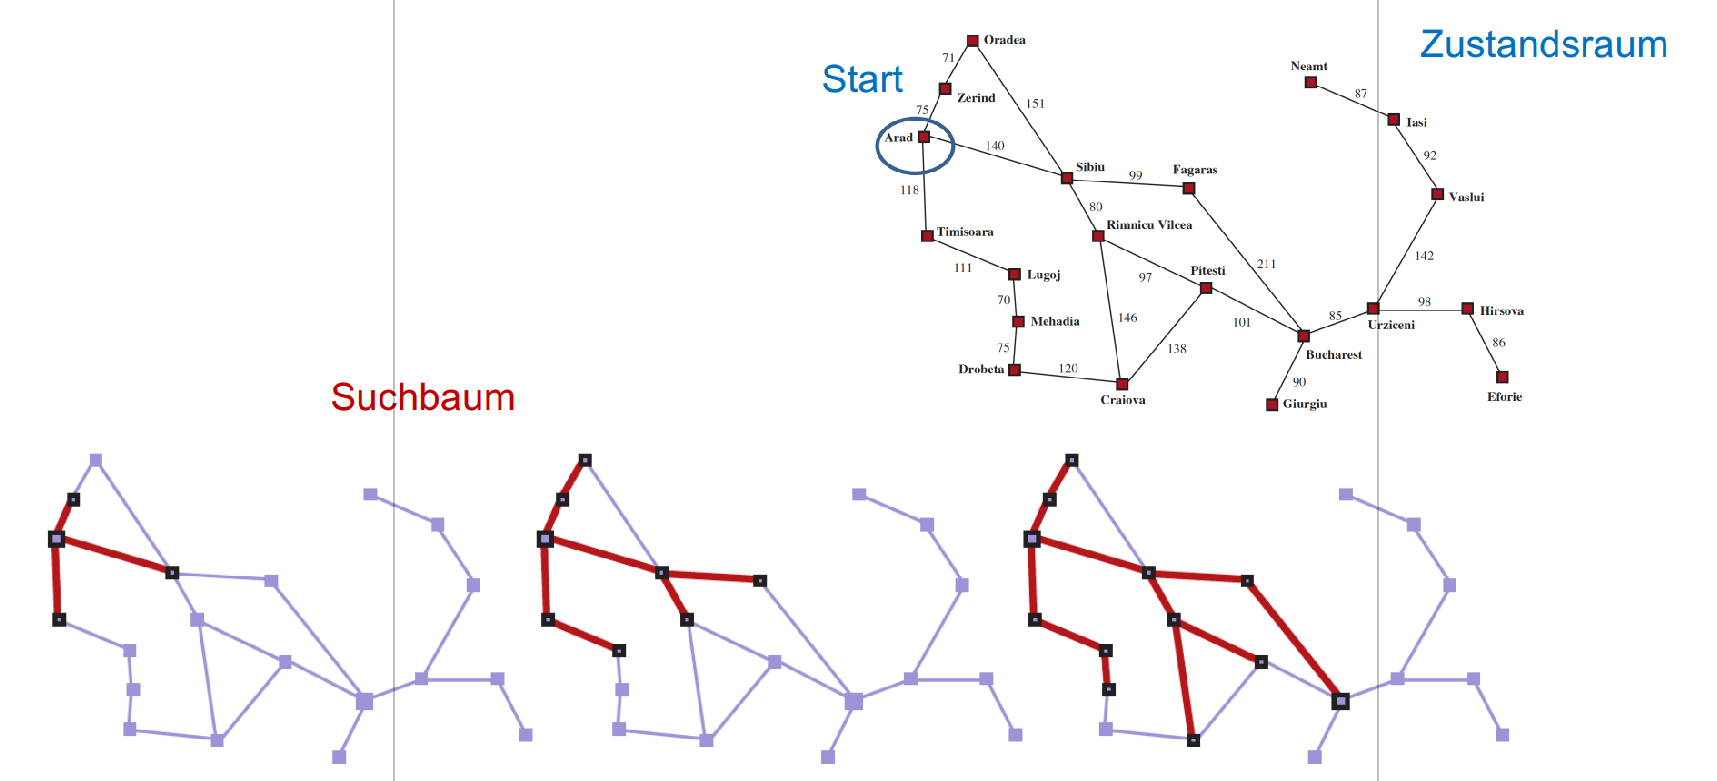 Zustandsraum
Start
Suchbaum
Oradea
71
Zerind
75
151
Arad
140
118
Sibiu
99
Fagaras
80
Timisoara
Rimnicu Vilcea
111
Lugoj
97
Pitesti
211
70
Mehadia
146
101
75
138
Drobeta
120
Craiova
Neamt
87
Iasi
92
Vaslui
142
98
Hirsova
85
Urziceni
86
Bucharest
90
Giurgiu
Eforie